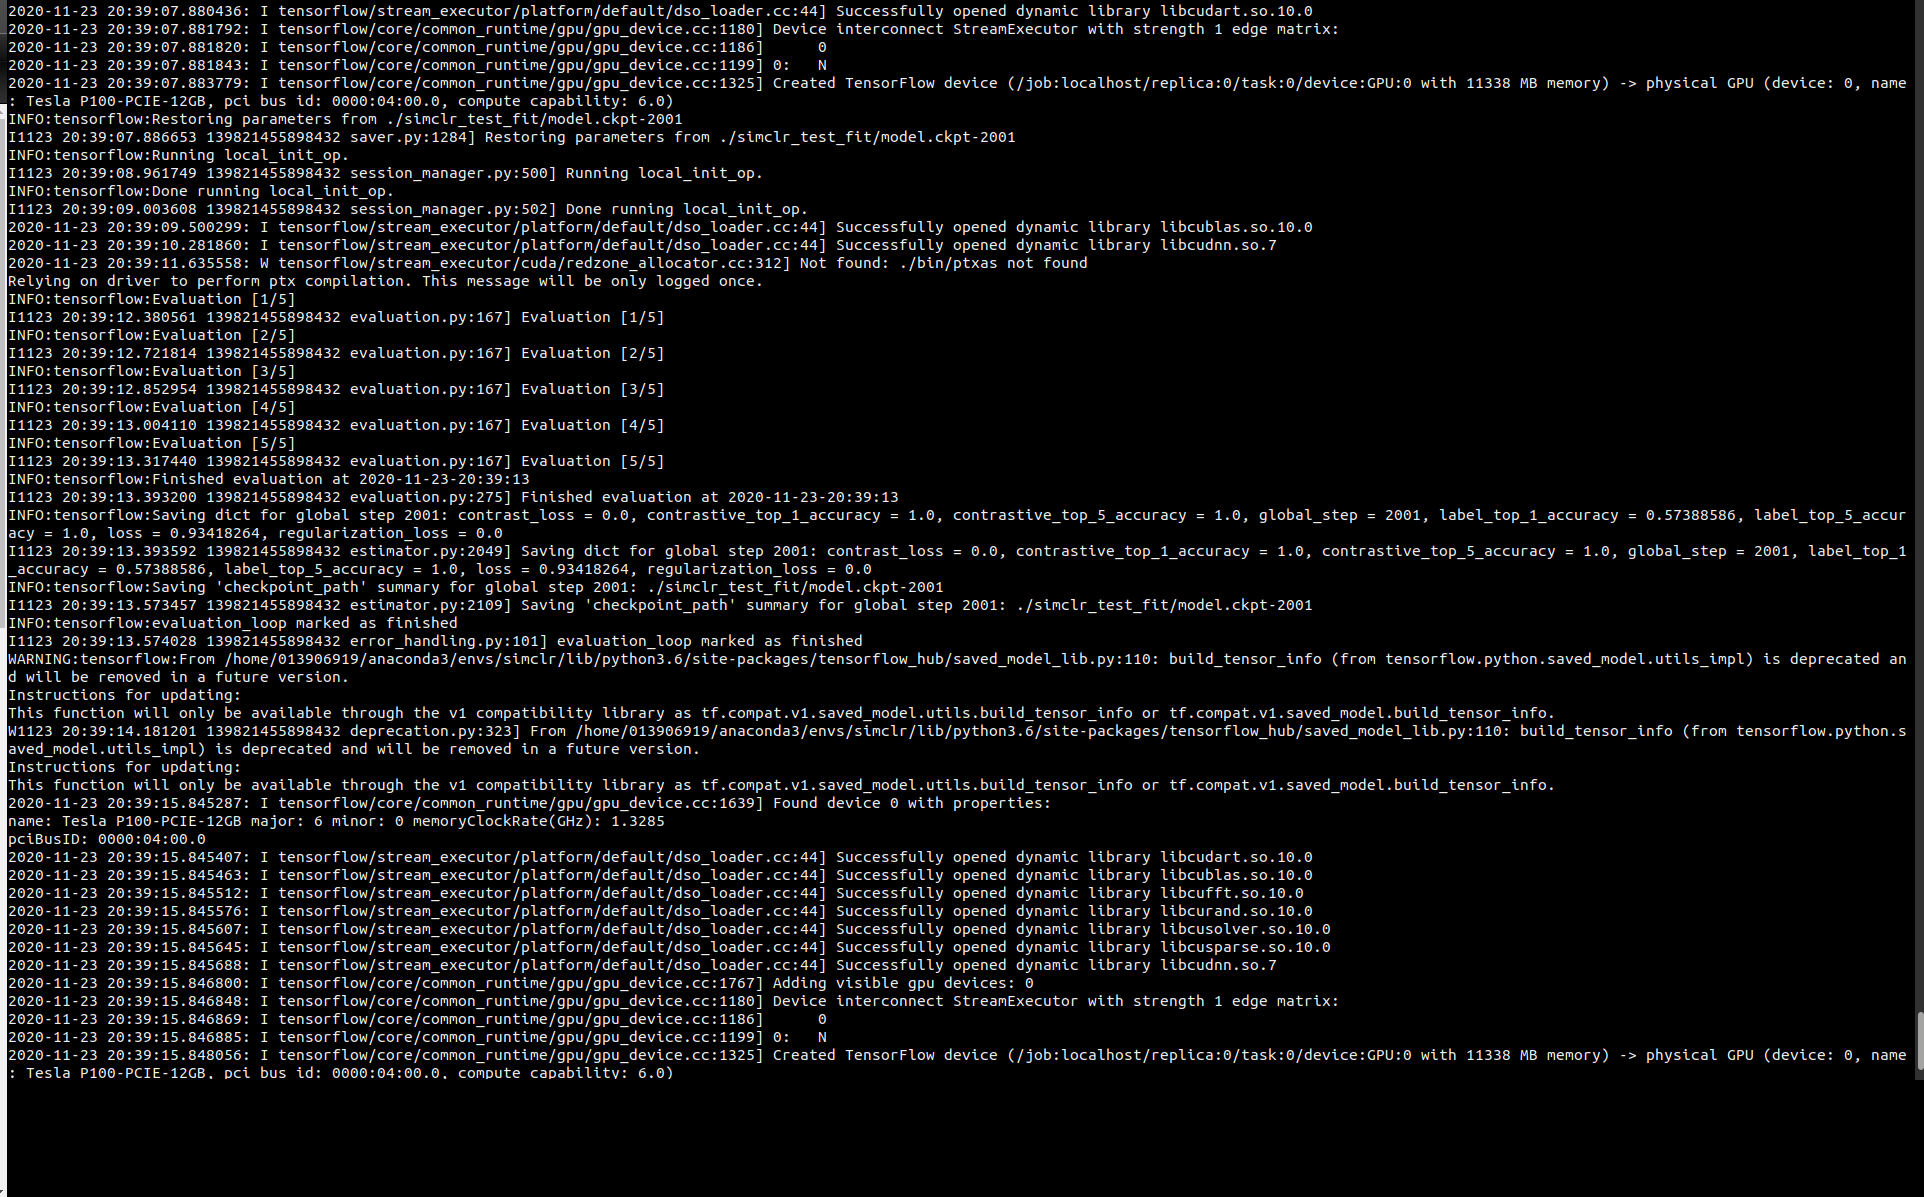 2020-11-23 20:39:07.880436: I tensorflow/stream_executor/platform/default/dso_loader.cc:44] Successfully opened dynamic library libcudart.so.10.0
2020-11-23 20:39:07.881792: I tensorflow/core/common_runtime/gpu/gpu_device.cc:1180] Device interconnect StreamExecutor with strength 1 edge matrix:
2020-11-23 20:39:07.881820: I tensorflow/core/common_runtime/gpu/gpu_device.cc:1186]      0
2020-11-23 20:39:07.881843: I tensorflow/core/common_runtime/gpu/gpu_device.cc:1199] 0:   N
2020-11-23 20:39:07.883779: I tensorflow/core/common_runtime/gpu/gpu_device.cc:1325] Created TensorFlow device (/job:localhost/replica:0/task:0/device:GPU:0 with 11338 MB memory) -> physical GPU (device: 0, name
: Tesla P100-PCIE-12GB, pci bus id: 0000:04:00.0, compute capability: 6.0)
INFO:tensorflow:Restoring parameters from ./simclr_test_fit/model.ckpt-2001
I1123 20:39:07.886653 139821455898432 saver.py:1284] Restoring parameters from ./simclr_test_fit/model.ckpt-2001
INFO:tensorflow:Running local_init_op.
I1123 20:39:08.961749 139821455898432 session_manager.py:500] Running local_init_op.
INFO:tensorflow:Done running local_init_op.
I1123 20:39:09.003608 139821455898432 session_manager.py:502] Done running local_init_op.
2020-11-23 20:39:09.500299: I tensorflow/stream_executor/platform/default/dso_loader.cc:44] Successfully opened dynamic library libcublas.so.10.0
2020-11-23 20:39:10.281860: I tensorflow/stream_executor/platform/default/dso_loader.cc:44] Successfully opened dynamic library libcudnn.so.7
2020-11-23 20:39:11.635558: W tensorflow/stream_executor/cuda/redzone_allocator.cc:312] Not found: ./bin/ptxas not found
Relying on driver to perform ptx compilation. This message will be only logged once.
INFO:tensorflow:Evaluation [1/5]
I1123 20:39:12.380561 139821455898432 evaluation.py:167] Evaluation [1/5]
INFO:tensorflow:Evaluation [2/5]
I1123 20:39:12.721814 139821455898432 evaluation.py:167] Evaluation [2/5]
INFO:tensorflow:Evaluation [3/5]
I1123 20:39:12.852954 139821455898432 evaluation.py:167] Evaluation [3/5]
INFO:tensorflow:Evaluation [4/5]
I1123 20:39:13.004110 139821455898432 evaluation.py:167] Evaluation [4/5]
INFO:tensorflow:Evaluation [5/5]
I1123 20:39:13.317440 139821455898432 evaluation.py:167] Evaluation [5/5]
INFO:tensorflow:Finished evaluation at 2020-11-23-20:39:13
I1123 20:39:13.393200 139821455898432 evaluation.py:275] Finished evaluation at 2020-11-23-20:39:13
INFO:tensorflow:Saving dict for global step 2001: contrast_loss = 0.0, contrastive_top_1_accuracy = 1.0, contrastive_top_5_accuracy = 1.0, global_step = 2001, label_top_1_accuracy = 0.57388586, label_top_5_accur
acy = 1.0, loss = 0.93418264, regularization_loss = 0.0
I1123 20:39:13.393592 139821455898432 estimator.py:2049] Saving dict for global step 2001: contrast_loss = 0.0, contrastive_top_1_accuracy = 1.0, contrastive_top_5_accuracy = 1.0, global_step = 2001, label_top_1
_accuracy = 0.57388586, label_top_5_accuracy = 1.0, loss = 0.93418264, regularization_loss = 0.0
INFO:tensorflow:Saving 'checkpoint_path' summary for global step 2001: ./simclr_test_fit/model.ckpt-2001
I1123 20:39:13.573457 139821455898432 estimator.py:2109] Saving 'checkpoint_path' summary for global step 2001: ./simclr_test_fit/model.ckpt-2001
INFO:tensorflow:evaluation_loop marked as finished
I1123 20:39:13.574028 139821455898432 error_handling.py:101] evaluation_loop marked as finished
WARNING:tensorflow:From /home/013906919/anaconda3/envs/simclr/lib/python3.6/site-packages/tensorflow_hub/saved_model_lib.py:110: build_tensor_info (from tensorflow.python.saved_model.utils_impl) is deprecated an
d will be removed in a future version.
Instructions for updating:
This function will only be available through the v1 compatibility library as tf.compat.v1.saved_model.utils.build_tensor_info or tf.compat.v1.saved_model.build_tensor_info.
W1123 20:39:14.181201 139821455898432 deprecation.py:323] From /home/013906919/anaconda3/envs/simclr/lib/python3.6/site-packages/tensorflow_hub/saved_model_lib.py:110: build_tensor_info (from tensorflow.python.s
aved_model.utils_impl) is deprecated and will be removed in a future version.
Instructions for updating:
This function will only be available through the v1 compatibility library as tf.compat.v1.saved_model.utils.build_tensor_info or tf.compat.v1.saved_model.build_tensor_info.
2020-11-23 20:39:15.845287: I tensorflow/core/common_runtime/gpu/gpu_device.cc:1639] Found device 0 with properties:
name: Tesla P100-PCIE-12GB major: 6 minor: 0 memoryClockRate(GHz): 1.3285
pciBusID: 0000:04:00.0
2020-11-23 20:39:15.845407: I tensorflow/stream_executor/platform/default/dso_loader.cc:44] Successfully opened dynamic library libcudart.so.10.0
2020-11-23 20:39:15.845463: I tensorflow/stream_executor/platform/default/dso_loader.cc:44] Successfully opened dynamic library libcublas.so.10.0
2020-11-23 20:39:15.845512: I tensorflow/stream_executor/platform/default/dso_loader.cc:44] Successfully opened dynamic library libcufft.so.10.0
2020-11-23 20:39:15.845576: I tensorflow/stream_executor/platform/default/dso_loader.cc:44] Successfully opened dynamic library libcurand.so.10.0
2020-11-23 20:39:15.845607: I tensorflow/stream_executor/platform/default/dso_loader.cc:44] Successfully opened dynamic library libcusolver.so.10.0
2020-11-23 20:39:15.845645: I tensorflow/stream_executor/platform/default/dso_loader.cc:44] Successfully opened dynamic library libcusparse.so.10.0
2020-11-23 20:39:15.845688: I tensorflow/stream_executor/platform/default/dso_loader.cc:44] Successfully opened dynamic library libcudnn.so.7
2020-11-23 20:39:15.846800: I tensorflow/core/common_runtime/gpu/gpu_device.cc:1767] Adding visible gpu devices: 0
2020-11-23 20:39:15.846848: I tensorflow/core/common_runtime/gpu/gpu_device.cc:1180] Device interconnect StreamExecutor with strength 1 edge matrix:
2020-11-23 20:39:15.846869: I tensorflow/core/common_runtime/gpu/gpu_device.cc:1186]      0
2020-11-23 20:39:15.846885: I tensorflow/core/common_runtime/gpu/gpu_device.cc:1199] 0:   N
2020-11-23 20:39:15.848056: I tensorflow/core/common_runtime/gpu/gpu_device.cc:1325] Created TensorFlow device (/job:localhost/replica:0/task:0/device:GPU:0 with 11338 MB memory) -> physical GPU (device: 0, name
: Tesla P100-PCIE-12GB, pci bus id: 0000:04:00.0, compute capability: 6.0)